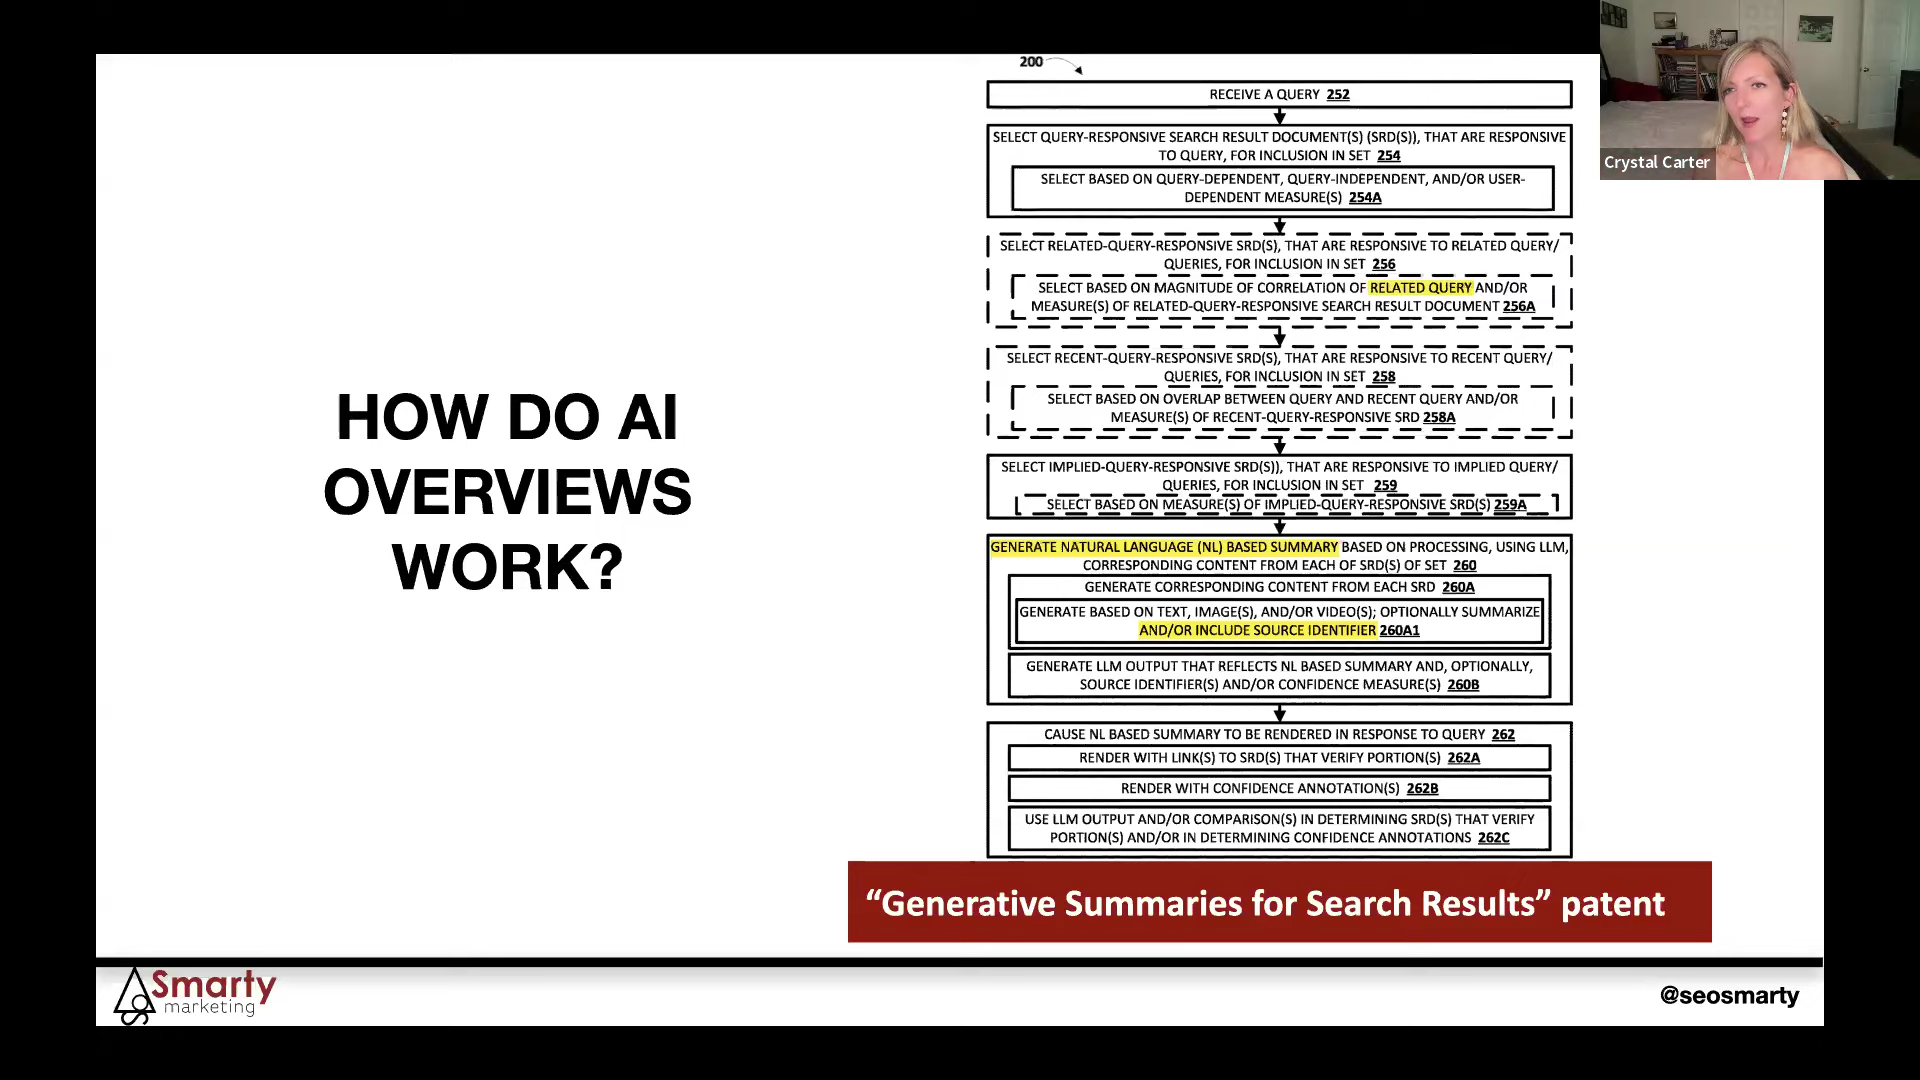 200
RECEIVE A QUERY 252
SELECT QUERY-RESPONSIVE SEARCH RESULT DOCUMENT(S) (SRD(S)), THAT ARE RESPONSIVE
TO QUERY, FOR INCLUSION IN SET 254
SELECT BASED ON QUERY-DEPENDENT, QUERY-INDEPENDENT, AND/OR USER-
DEPENDENT MEASURE(S) 254A
SELECT RELATED-QUERY-RESPONSIVE SRD(S), THAT ARE RESPONSIVE TO RELATED QUERY/
QUERIES, FOR INCLUSION IN SET 256
SELECT BASED ON MAGNITUDE OF CORRELATION OF RELATED QUERY AND/OR
MEASURE(S) OF RELATED-QUERY-RESPONSIVE SEARCH RESULT DOCUMENT 256A
SELECT RECENT-QUERY-RESPONSIVE SRD(S), THAT ARE RESPONSIVE TO RECENT QUERY/
QUERIES, FOR INCLUSION IN SET 258
SELECT BASED ON OVERLAP BETWEEN QUERY AND RECENT QUERY AND/OR
MEASURE(S) OF RECENT-QUERY-RESPONSIVE SRD 258A
SELECT IMPLIED-QUERY-RESPONSIVE SRD(S)), THAT ARE RESPONSIVE TO IMPLIED QUERY/
QUERIES, FOR INCLUSION IN SET 259
SELECT BASED ON MEASURE(S) OF IMPLIED-QUERY-RESPONSIVE SRD(S) 259A
GENERATE NATURAL LANGUAGE (NL) BASED SUMMARY BASED ON PROCESSING, USING LLM,
CORRESPONDING CONTENT FROM EACH OF SRD(S) OF SET 260
GENERATE CORRESPONDING CONTENT FROM EACH SRD 260A
GENERATE BASED ON TEXT, IMAGE(S), AND/OR VIDEO(S); OPTIONALLY SUMMARIZE
AND/OR INCLUDE SOURCE IDENTIFIER 260A1
GENERATE LLM OUTPUT THAT REFLECTS NL BASED SUMMARY AND, OPTIONALLY,
SOURCE IDENTIFIER(S) AND/OR CONFIDENCE MEASURE(S) 260B
CAUSE NL BASED SUMMARY TO BE RENDERED IN RESPONSE TO QUERY 262
RENDER WITH LINK(S) TO SRD(S) THAT VERIFY PORTION(S) 262A
RENDER WITH CONFIDENCE ANNOTATION(S) 262B
USE LLM OUTPUT AND/OR COMPARISON(S) IN DETERMINING SRD(S) THAT VERIFY
PORTION(S) AND/OR IN DETERMINING CONFIDENCE ANNOTATIONS 262C
HOW DO AI
OVERVIEWS
WORK?
“Generative Summaries for Search Results” patent
Smarty
marketing
@seosmarty
Crystal Carter